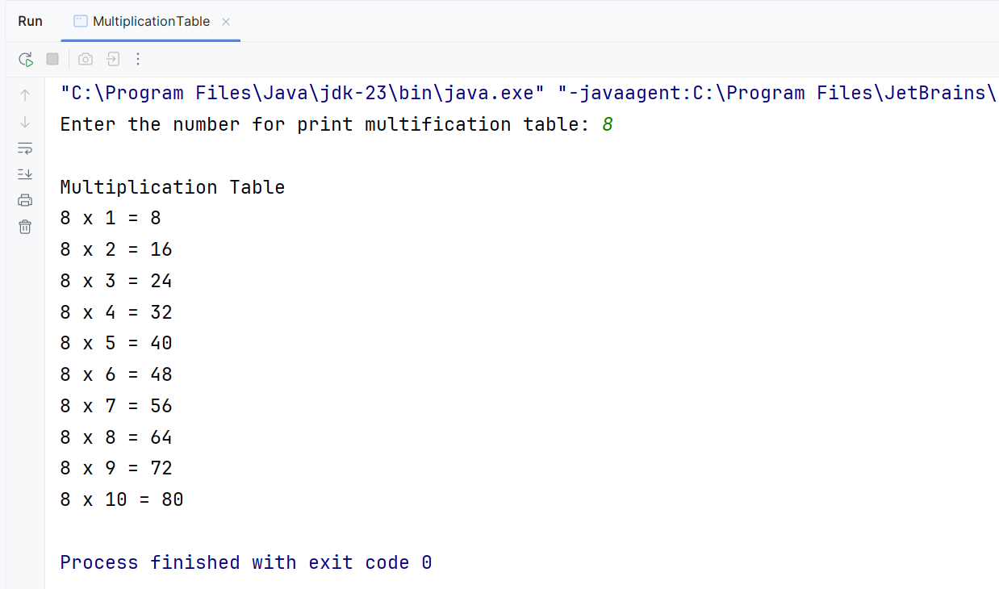 Run MultiplicationTable
"C:\Program Files\Java\jdk-23\bin\java.exe" "-javaagent:C:\Program Files\JetBrains\
Enter the number for print multification table: 8
Multiplication Table
8 x 1 = 8
8 x 2 = 16
8 x 3 = 24
8 x 4 = 32
8 x 5 = 40
8 x 6 = 48
8 x 7 = 56
8 x 8 = 64
8 x 9 = 72
8 x 10 = 80
Process finished with exit code 0